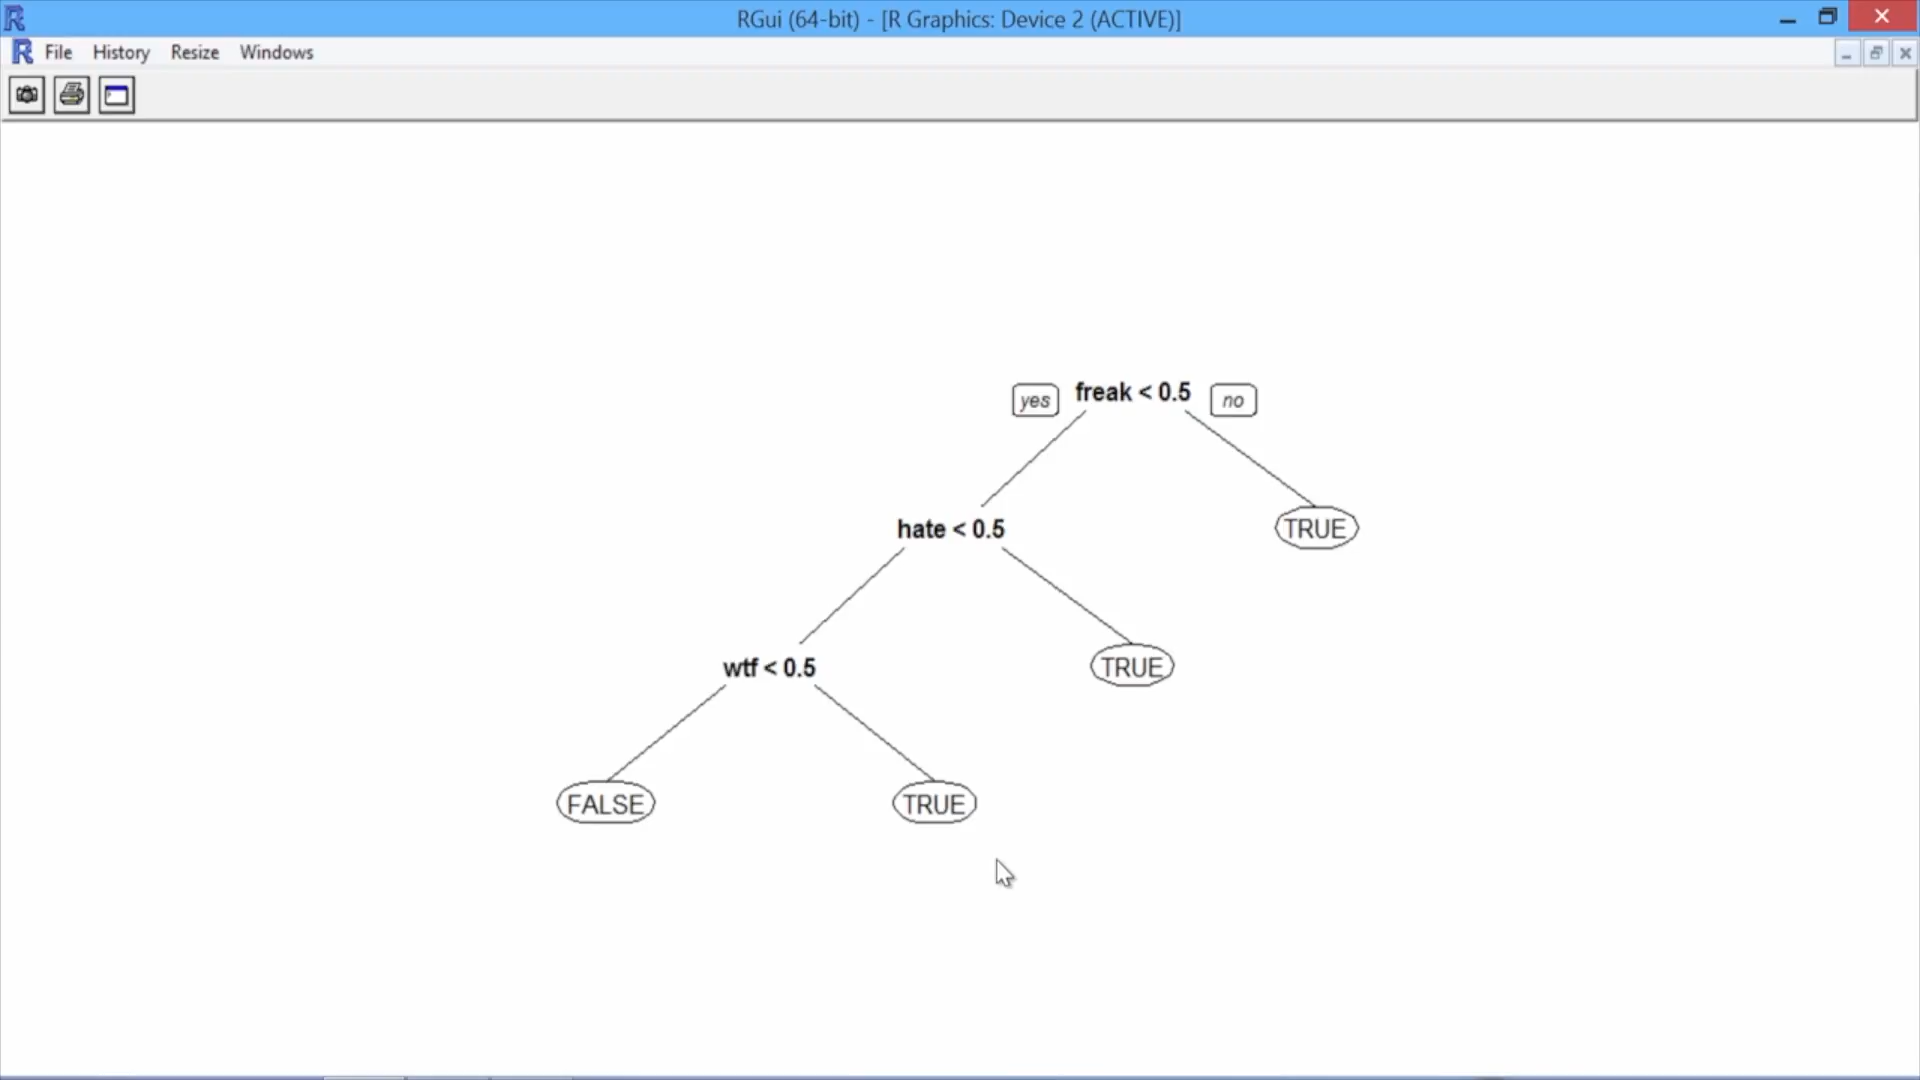 RGui (64-bit) - [R Graphics: Device 2 (ACTIVE)]
File History Resize Windows
yes freak < 0.5 no
hate < 0.5 TRUE
wtf < 0.5 TRUE
FALSE TRUE